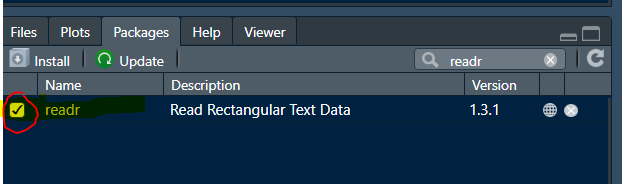 Files Plots Packages Help Viewer
Install Update readr
Name Description Version
readr Read Rectangular Text Data 1.3.1